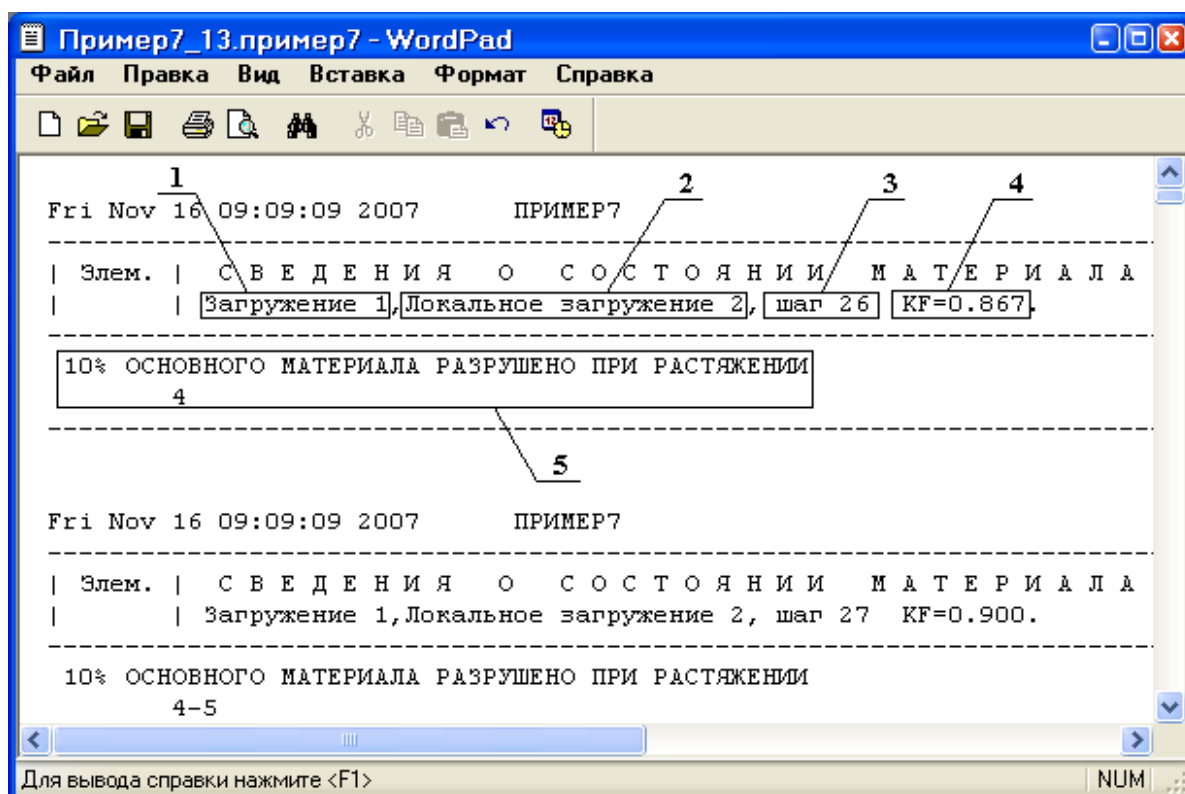 Пример7_13.пример7 - WordPad
Файл Правка Вид Вставка Формат Справка
1 2 3 4
Fri Nov 16 09:09:09 2007 ПРИМЕР7
------------------------------------------------------------------------
| Элем. | С В Е Д Е Н И Я О С О С Т О Я Н И И М А Т Е Р И А Л А
| | Загружение 1,Локальное загружение 2, шаг 26 KF=0.867.
------------------------------------------------------------------------
10% ОСНОВНОГО МАТЕРИАЛА РАЗРУШЕНО ПРИ РАСТЯЖЕНИИ
4
------------------------------------------------------------------------
5
Fri Nov 16 09:09:09 2007 ПРИМЕР7
------------------------------------------------------------------------
| Элем. | С В Е Д Е Н И Я О С О С Т О Я Н И И М А Т Е Р И А Л А
| | Загружение 1,Локальное загружение 2, шаг 27 KF=0.900.
------------------------------------------------------------------------
10% ОСНОВНОГО МАТЕРИАЛА РАЗРУШЕНО ПРИ РАСТЯЖЕНИИ
4-5
Для вывода справки нажмите <F1> NUM